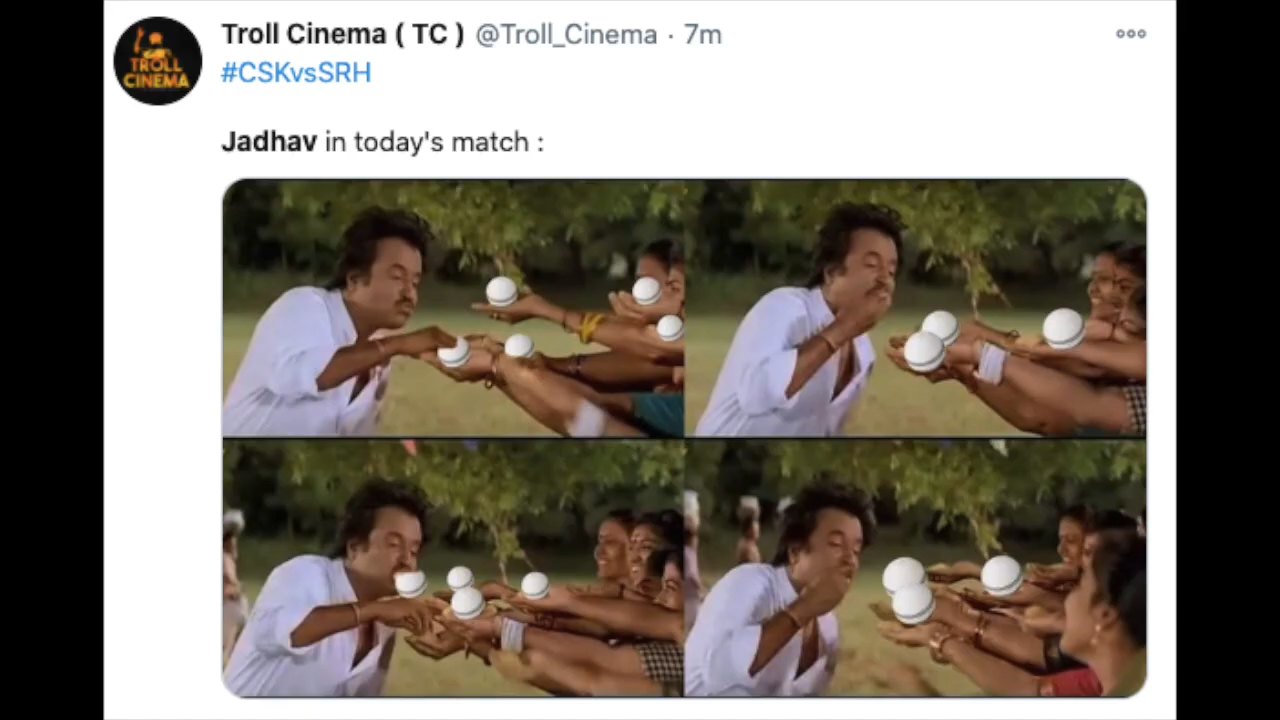 TROLL
CINEMA
Troll Cinema ( TC ) @Troll_Cinema · 7m
#CSKvsSRH
Jadhav in today's match :